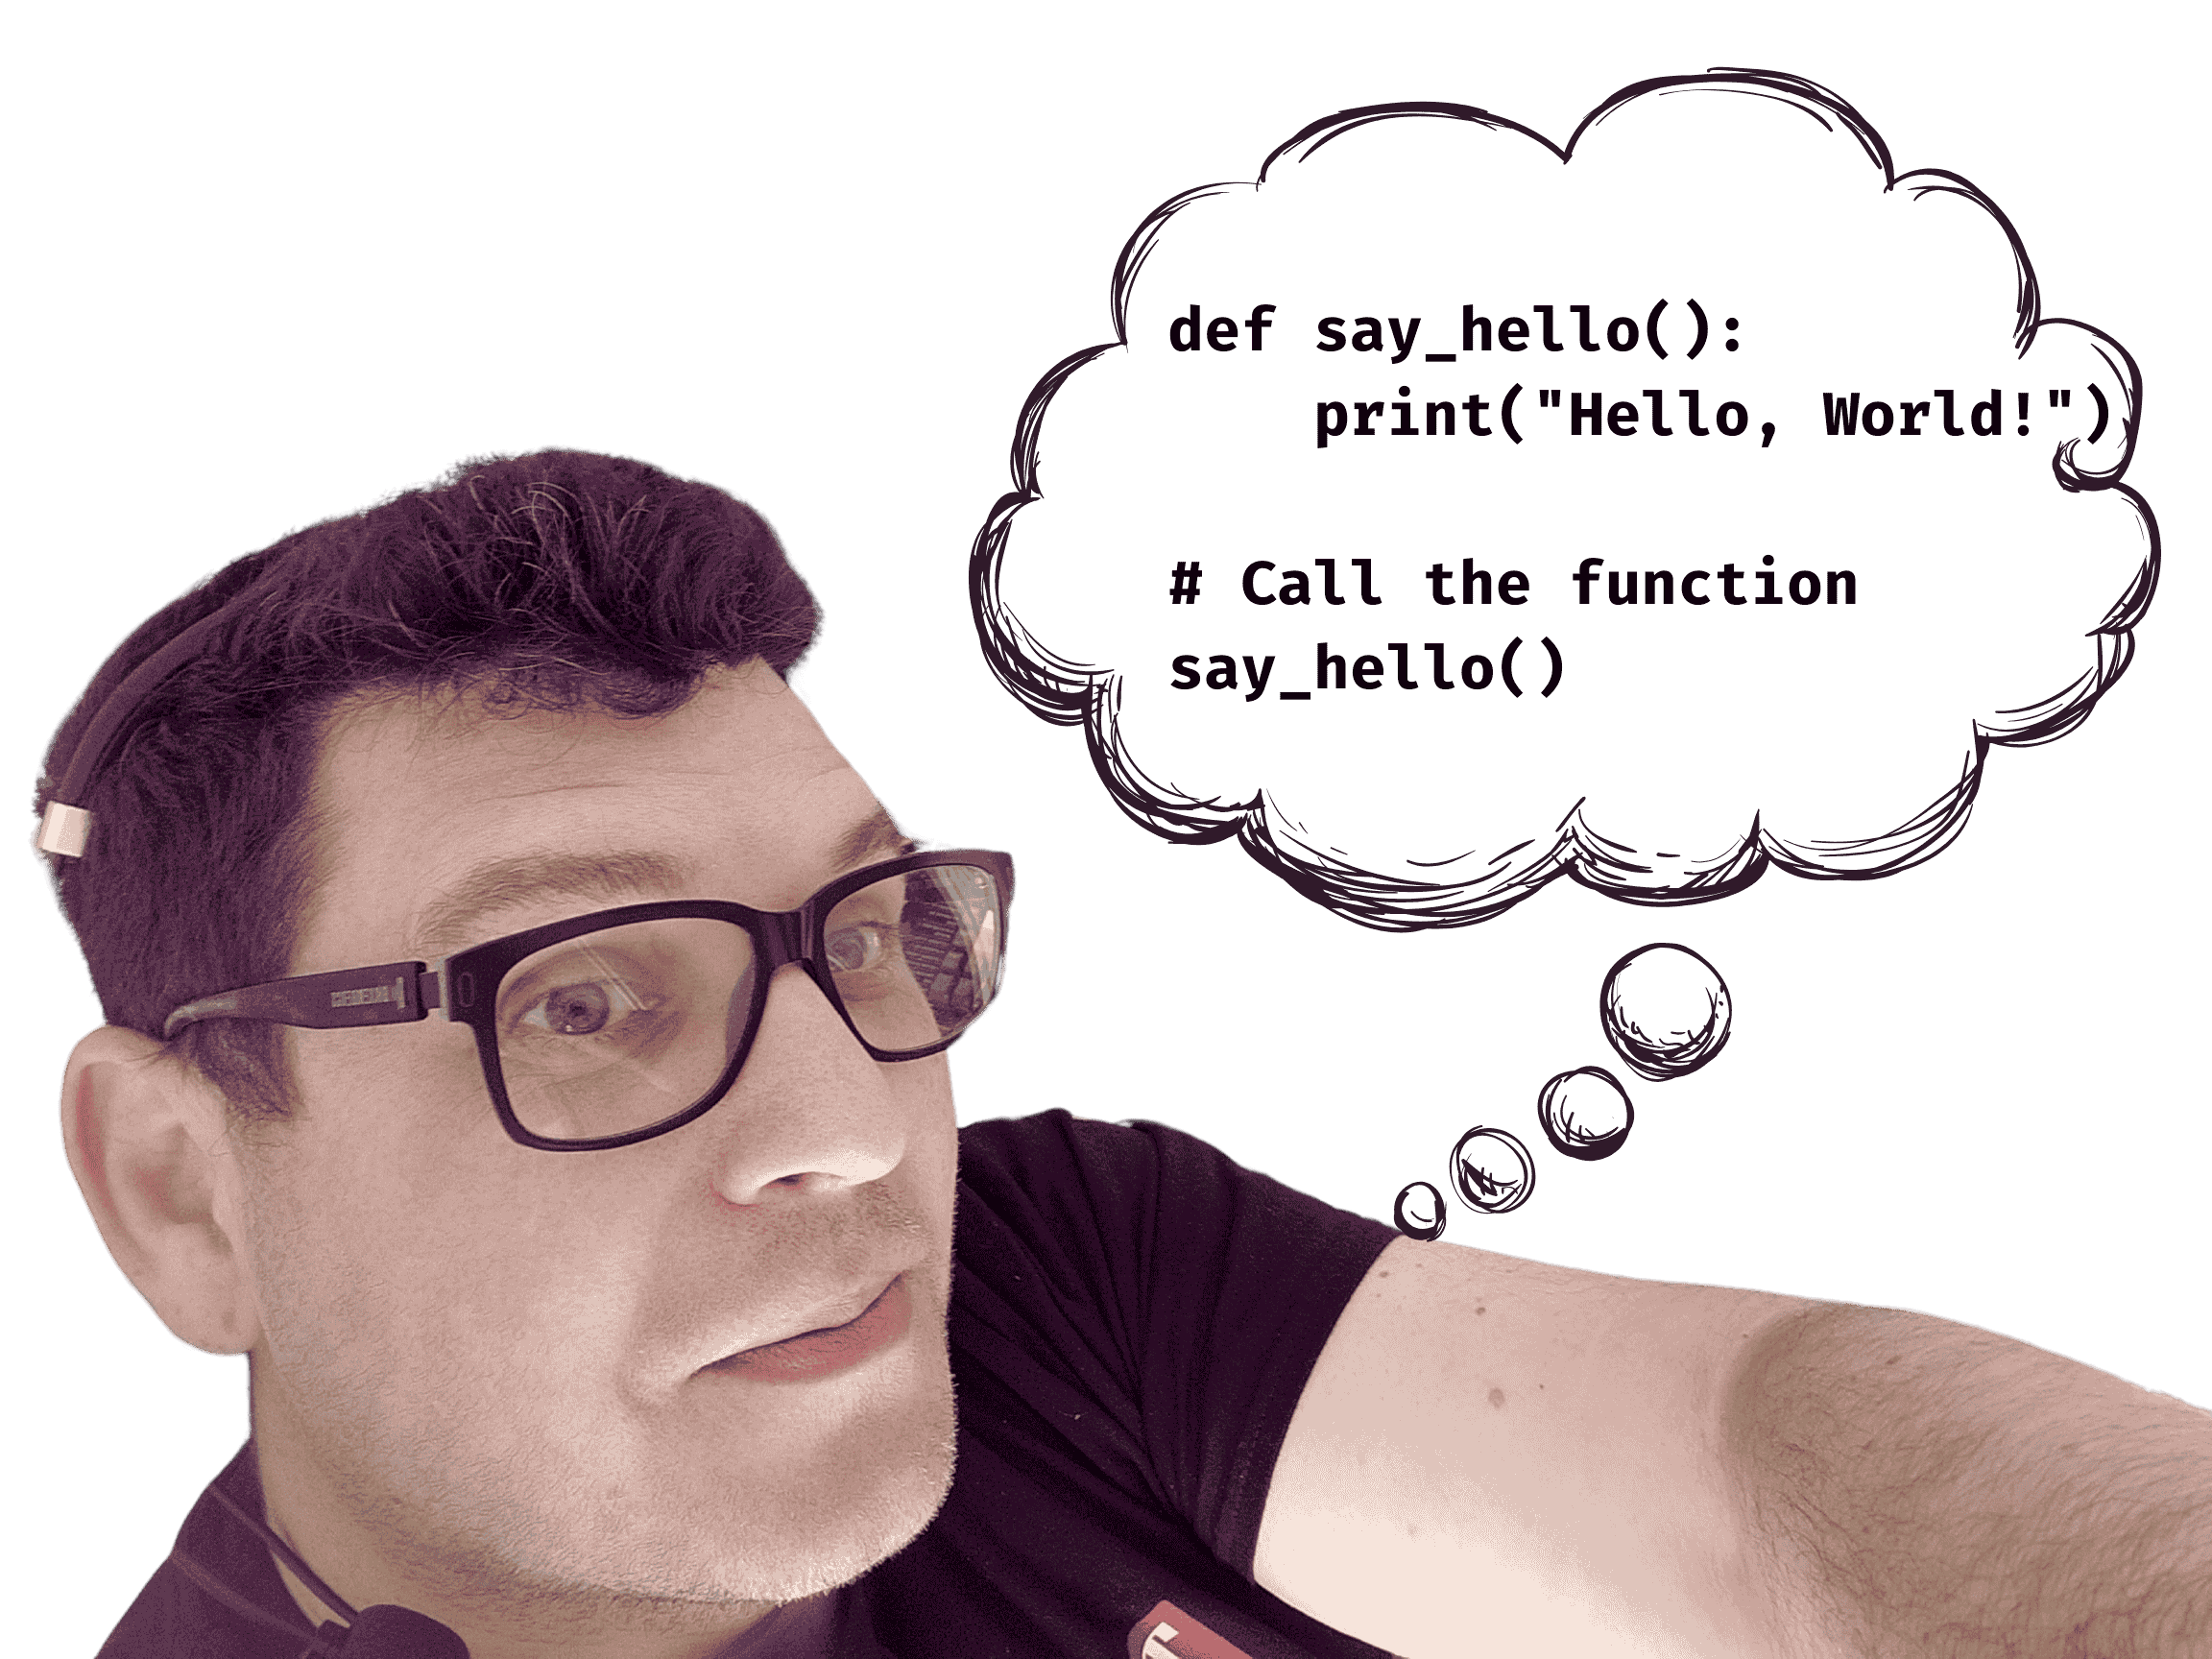 def say_hello():
    print("Hello, World!")

# Call the function
say_hello()